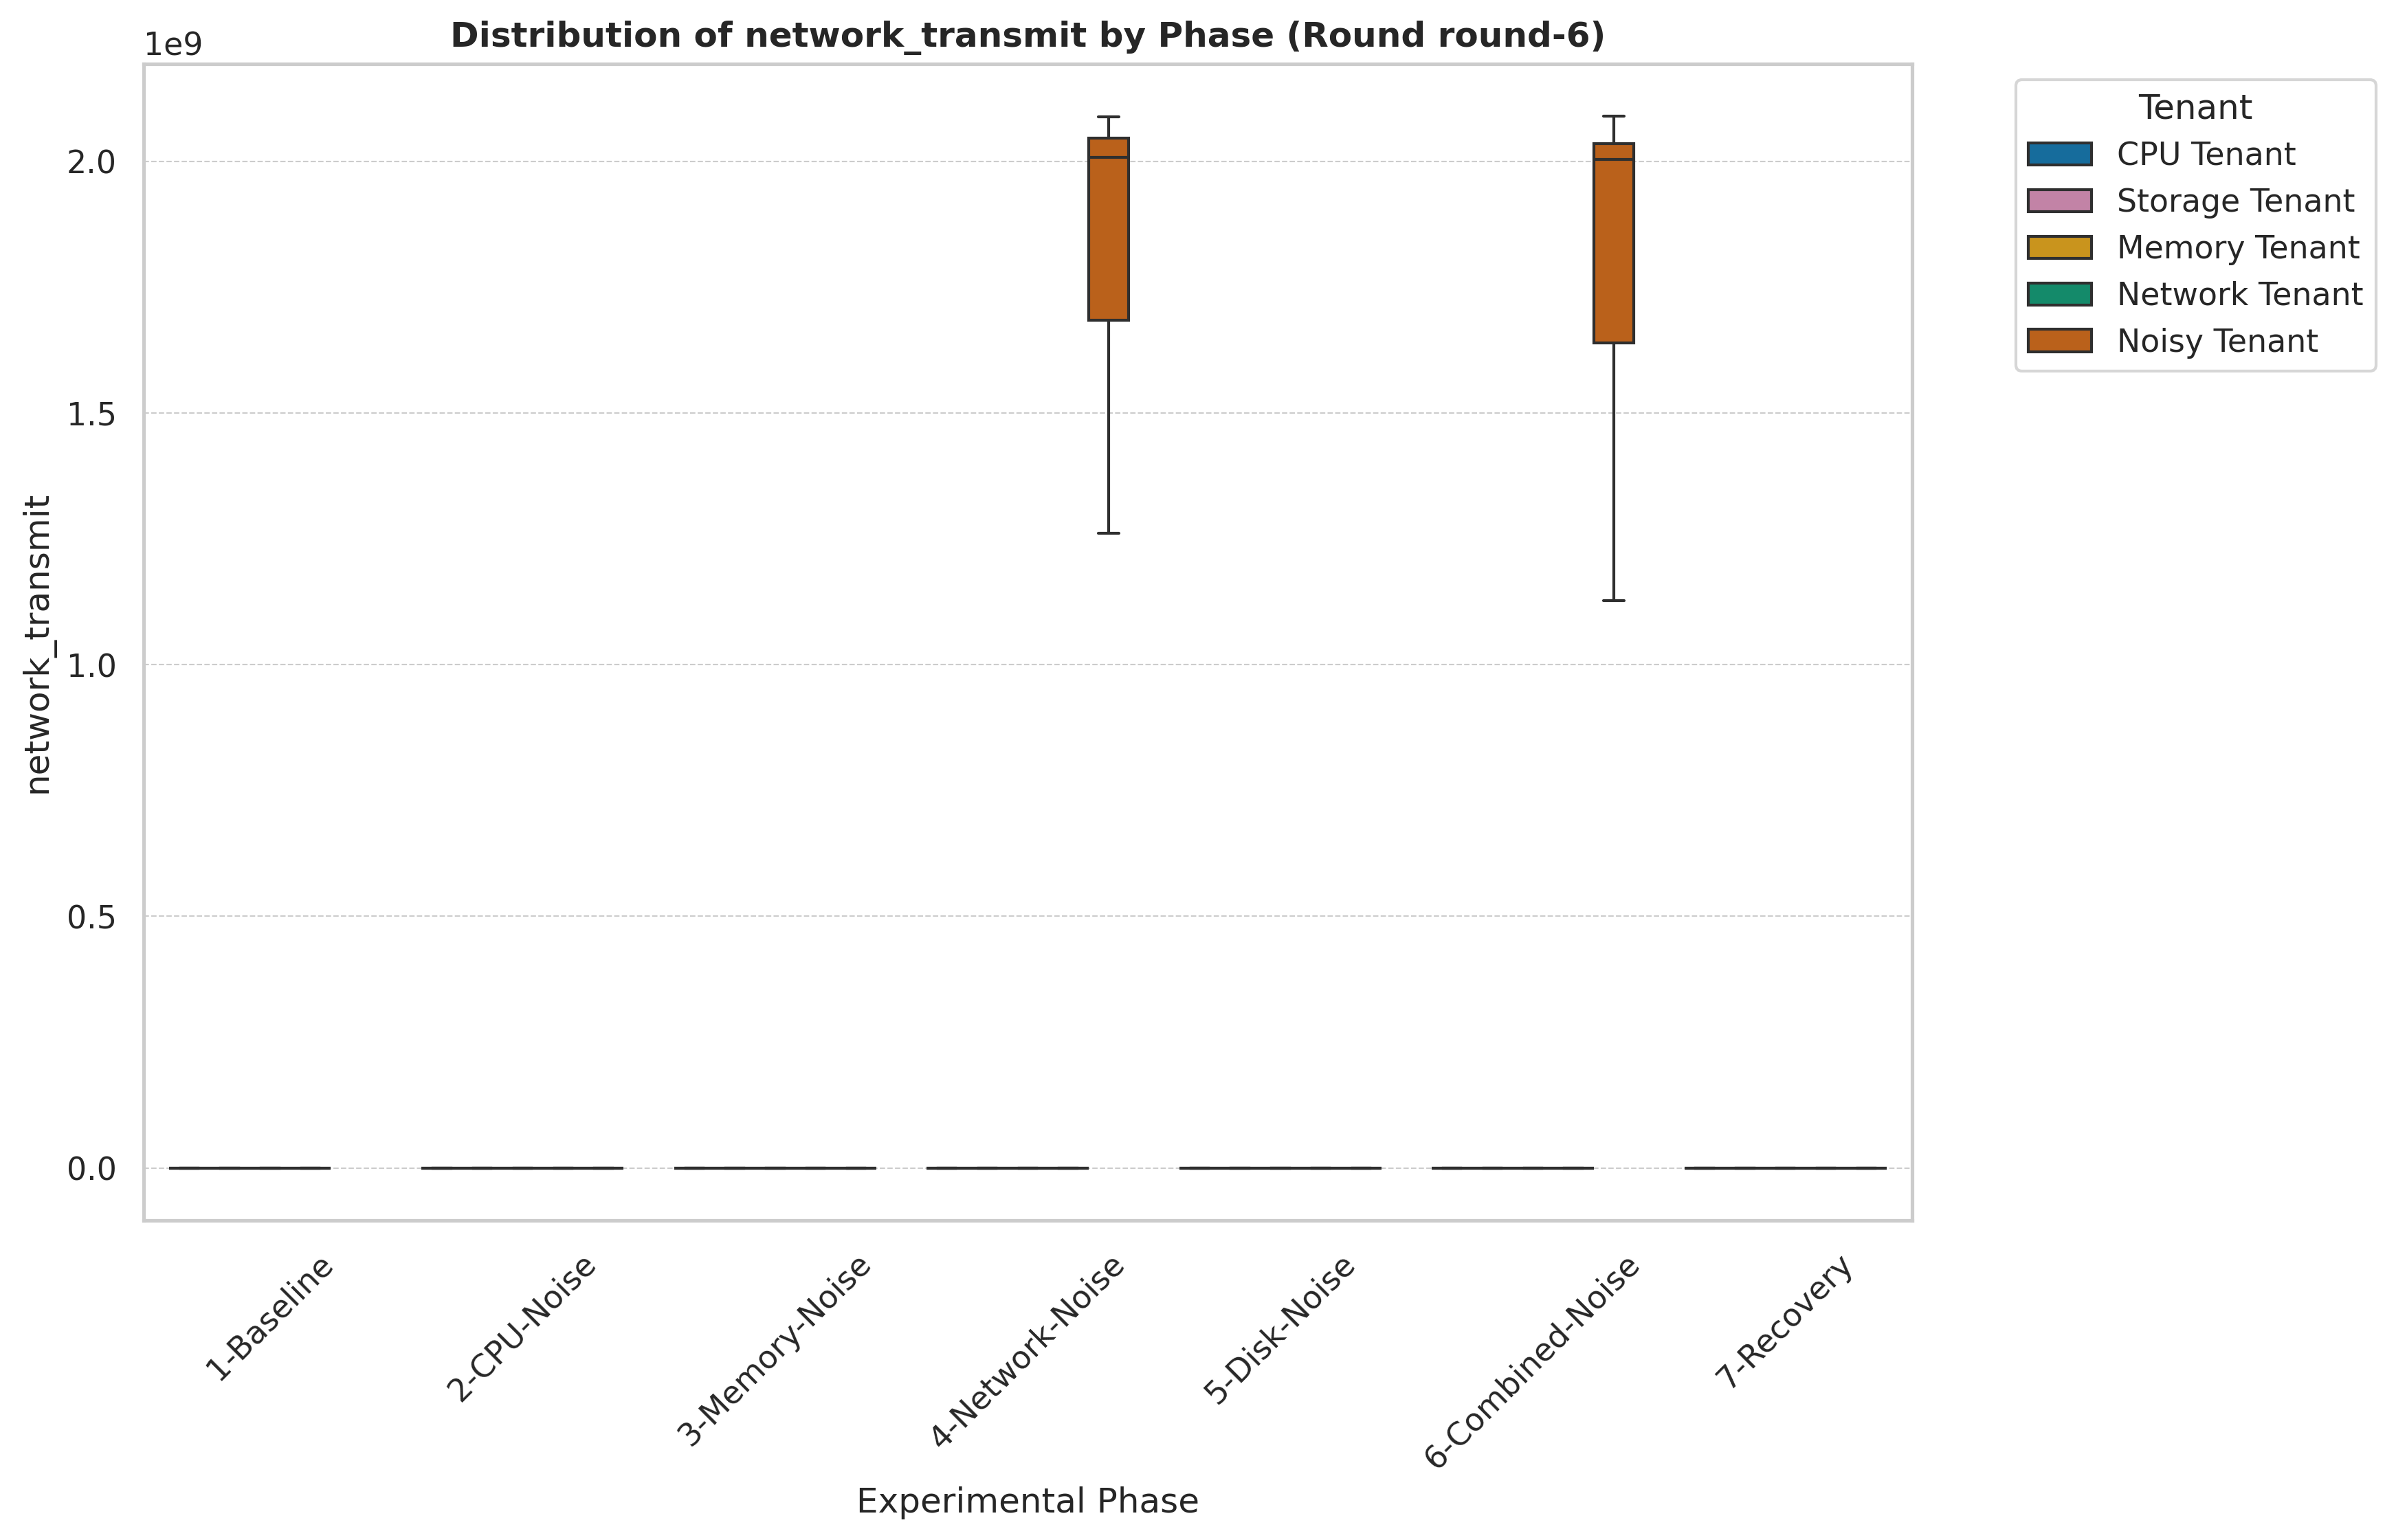 Distribution of network_transmit by Phase (Round round-6)
1e9
2.0
1.5
1.0
0.5
0.0
network_transmit
1-Baseline
2-CPU-Noise
3-Memory-Noise
4-Network-Noise
5-Disk-Noise
6-Combined-Noise
7-Recovery
Experimental Phase
Tenant
CPU Tenant
Storage Tenant
Memory Tenant
Network Tenant
Noisy Tenant